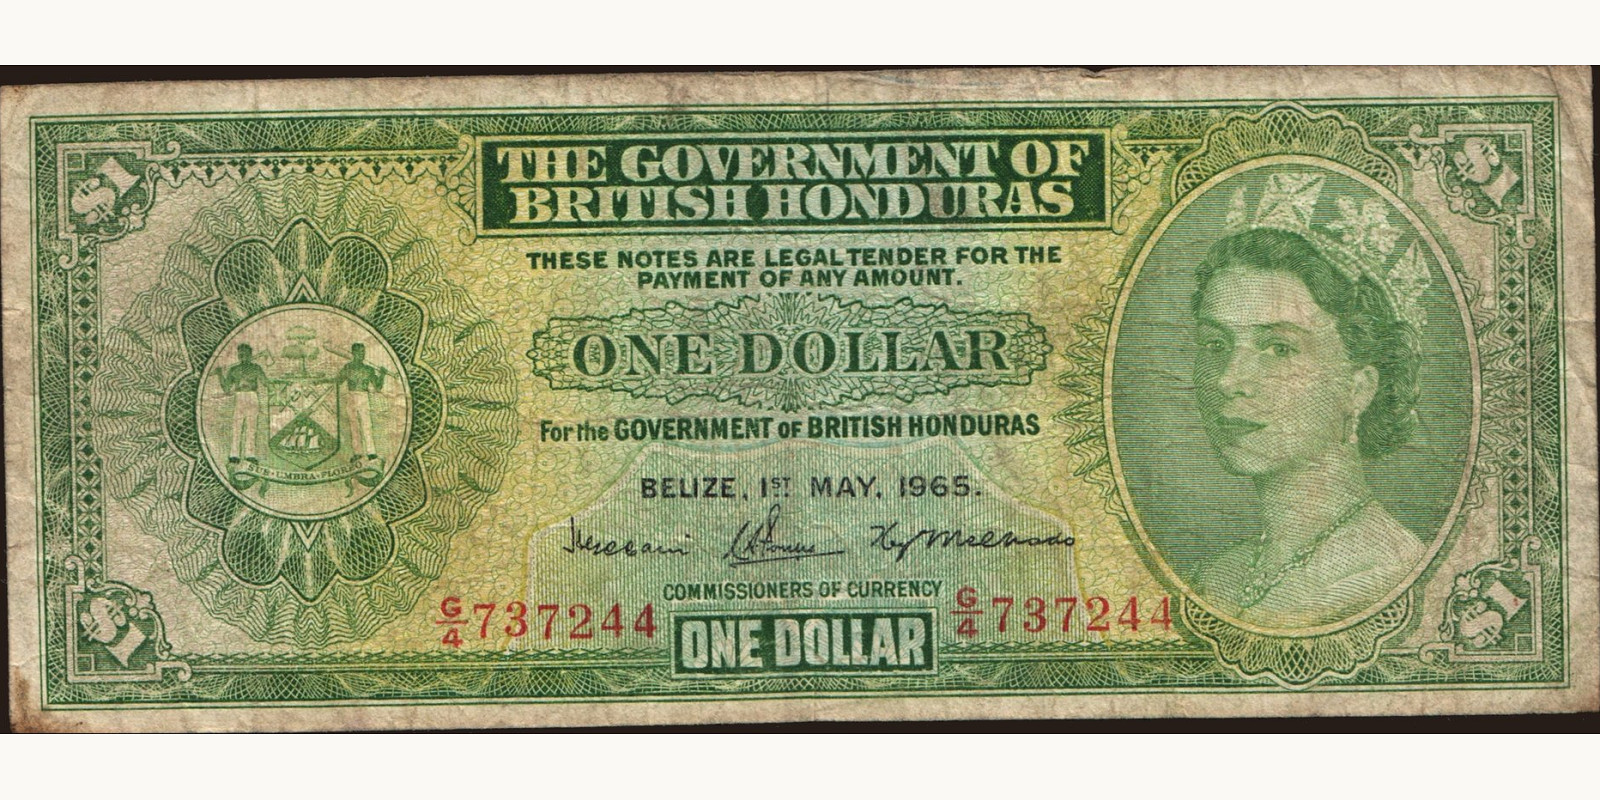 $1
$1
THE GOVERNMENT OF
BRITISH HONDURAS
THESE NOTES ARE LEGAL TENDER FOR THE
PAYMENT OF ANY AMOUNT.
ONE DOLLAR
For the GOVERNMENT OF BRITISH HONDURAS
SUB·UMBRA·FLOREO
BELIZE, 1ST MAY, 1965.
COMMISSIONERS OF CURRENCY
G/4 737244
G/4 737244
$1
ONE DOLLAR
$1